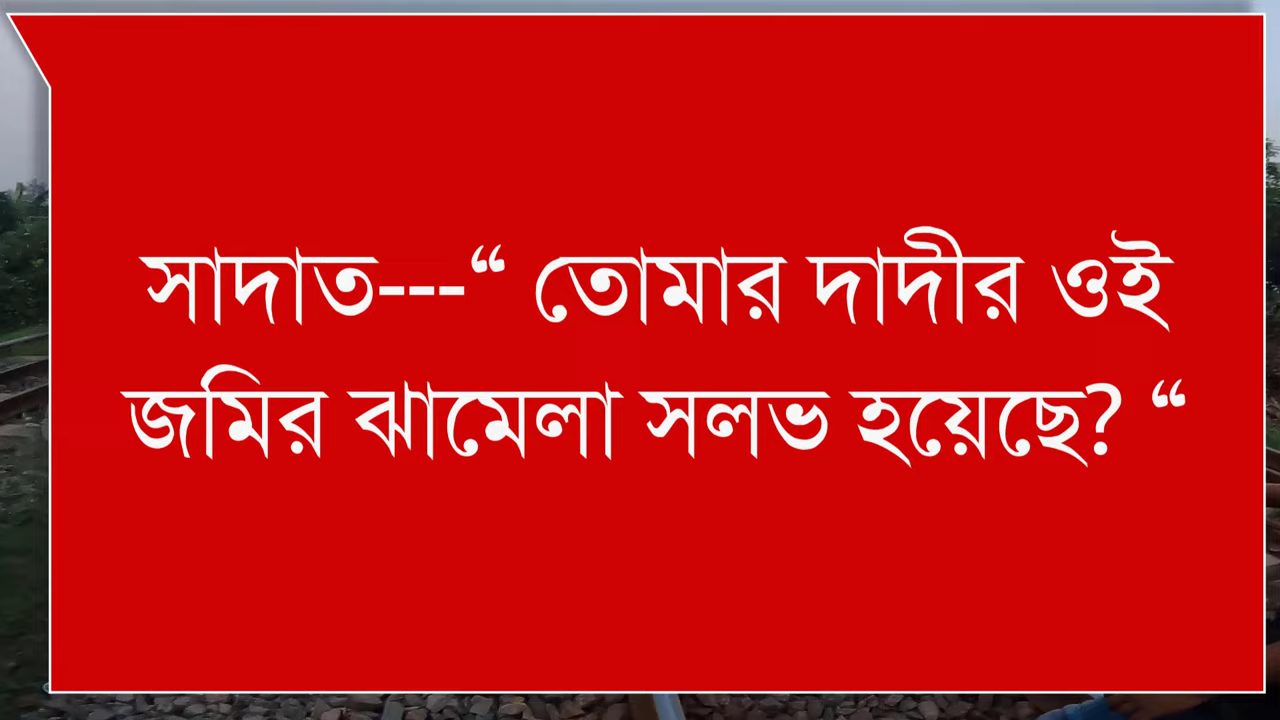 সাদাত---“ তোমার দাদীর ওই
জমির ঝামেলা সলভ হয়েছে? “